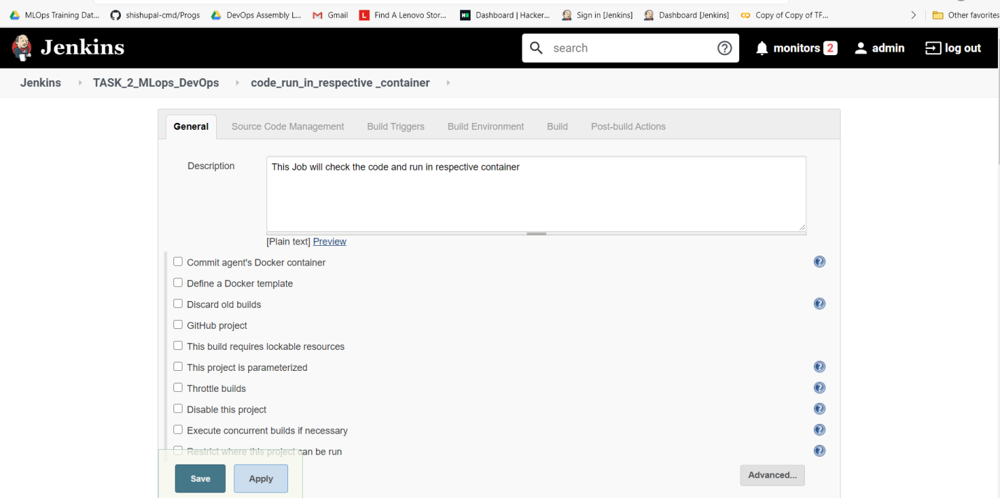 MLOps Training Dat... shishupal-cmd/Progs DevOps Assembly L... Gmail L Find A Lenovo Stor... Dashboard | Hacker... Sign in [Jenkins] Dashboard [Jenkins] Copy of Copy of TF... Other favorites
Jenkins search monitors 2 admin log out
Jenkins TASK_2_MLops_DevOps code_run_in_respective _container
General Source Code Management Build Triggers Build Environment Build Post-build Actions
Description This Job will check the code and run in respective container
[Plain text] Preview
Commit agent's Docker container
Define a Docker template
Discard old builds
GitHub project
This build requires lockable resources
This project is parameterized
Throttle builds
Disable this project
Execute concurrent builds if necessary
Restrict where this project can be run
Save Apply Advanced...